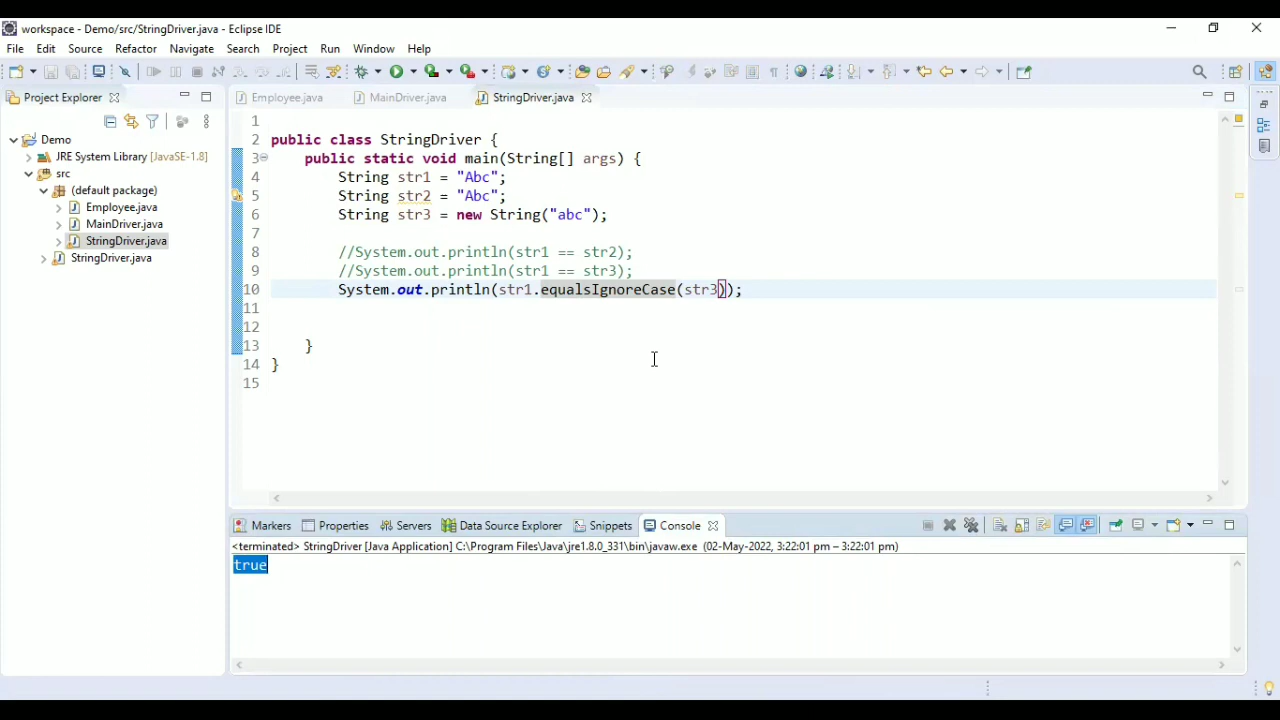 workspace - Demo/src/StringDriver.java - Eclipse IDE
File Edit Source Refactor Navigate Search Project Run Window Help
Project Explorer
Demo
JRE System Library [JavaSE-1.8]
src
(default package)
Employee.java
MainDriver.java
StringDriver.java
StringDriver.java
Employee.java MainDriver.java StringDriver.java
1
2 public class StringDriver {
3 public static void main(String[] args) {
4 String str1 = "Abc";
5 String str2 = "Abc";
6 String str3 = new String("abc");
7
8 //System.out.println(str1 == str2);
9 //System.out.println(str1 == str3);
10 System.out.println(str1.equalsIgnoreCase(str3));
11
12
13 }
14 }
15
Markers Properties Servers Data Source Explorer Snippets Console
<terminated> StringDriver [Java Application] C:\Program Files\Java\jre1.8.0_331\bin\javaw.exe (02-May-2022, 3:22:01 pm – 3:22:01 pm)
true